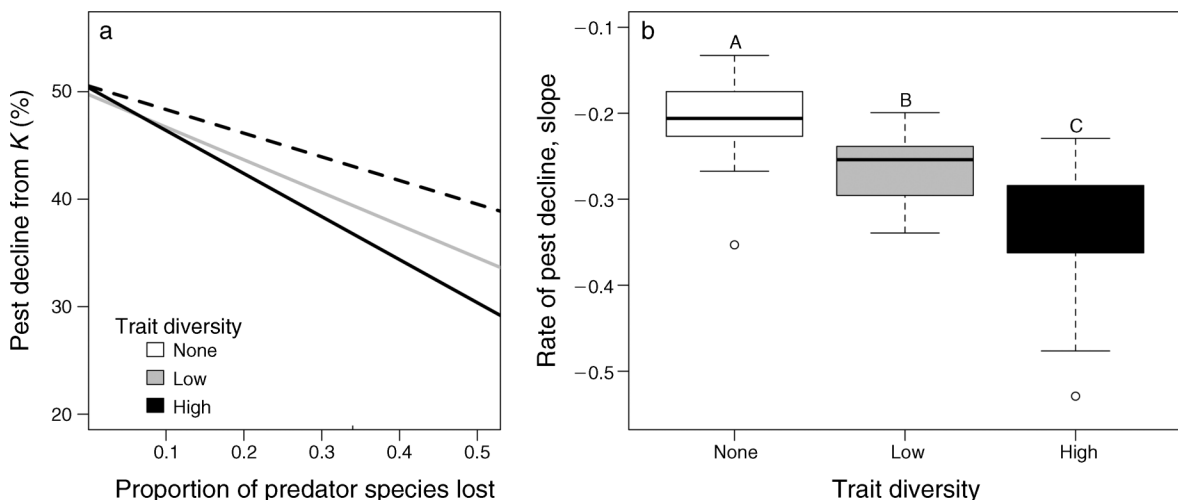 a
Pest decline from K (%)
50
40
30
20
Trait diversity
None
Low
High
0.1 0.2 0.3 0.4 0.5
Proportion of predator species lost
b
Rate of pest decline, slope
−0.1
−0.2
−0.3
−0.4
−0.5
A
B
C
None Low High
Trait diversity